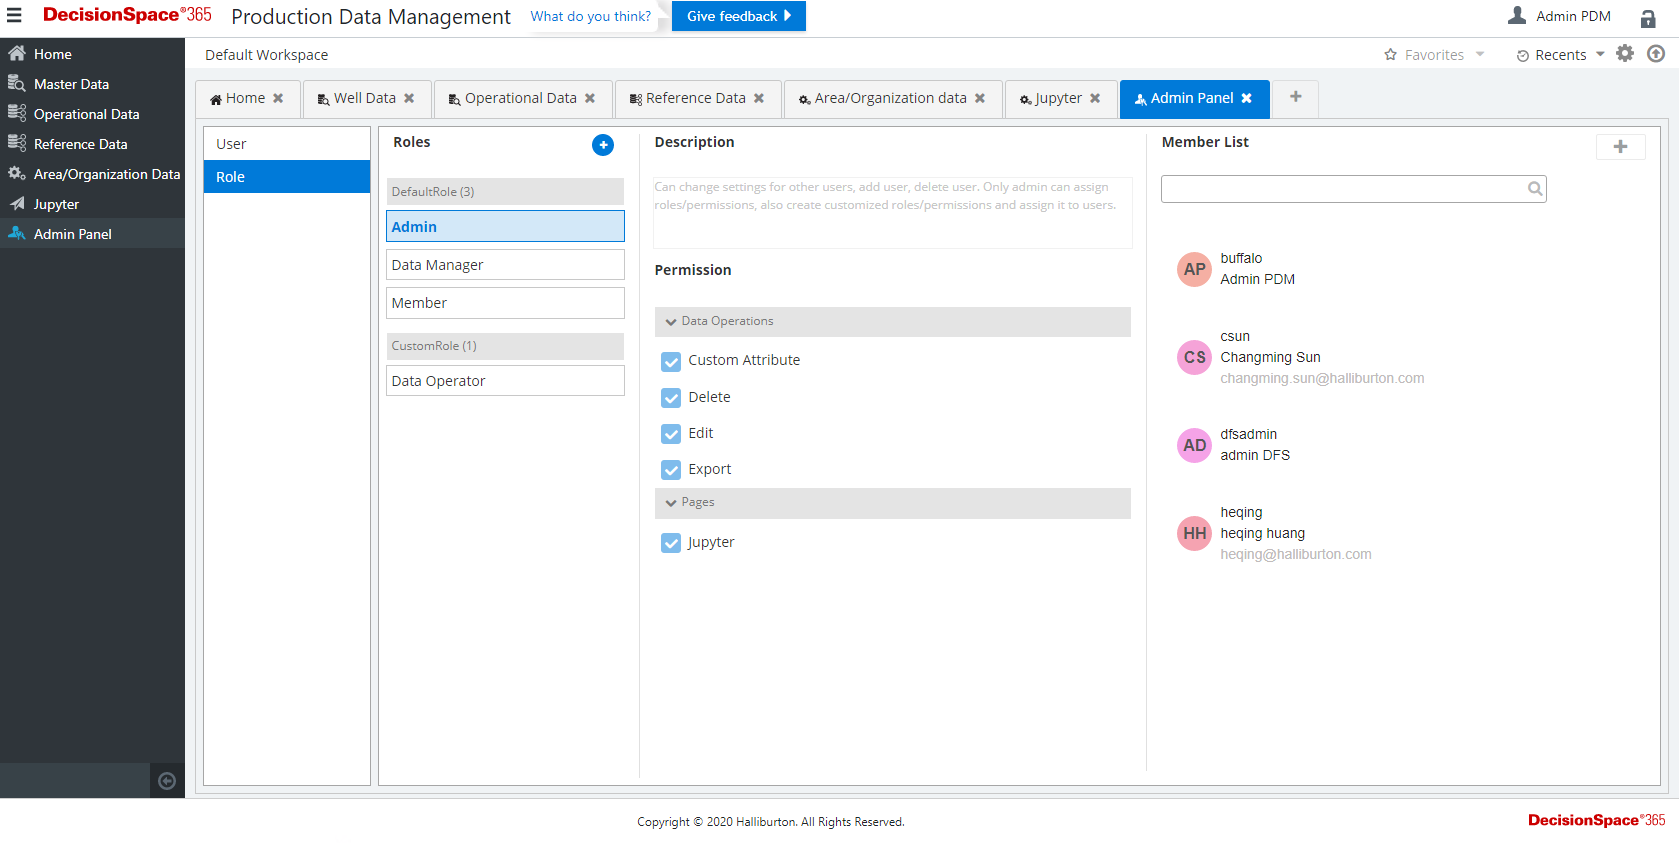 DecisionSpace®365 Production Data Management What do you think? Give feedback Admin PDM
Default Workspace Favorites Recents
Home
Master Data
Operational Data
Reference Data
Area/Organization Data
Jupyter
Admin Panel
Home Well Data Operational Data Reference Data Area/Organization data Jupyter Admin Panel +
User
Role
Roles
DefaultRole (3)
Admin
Data Manager
Member
CustomRole (1)
Data Operator
Description
Can change settings for other users, add user, delete user. Only admin can assign
roles/permissions, also create customized roles/permissions and assign it to users.
Permission
Data Operations
Custom Attribute
Delete
Edit
Export
Pages
Jupyter
Member List
AP
buffalo
Admin PDM
CS
csun
Changming Sun
changming.sun@halliburton.com
AD
dfsadmin
admin DFS
HH
heqing
heqing huang
heqing@halliburton.com
Copyright © 2020 Halliburton. All Rights Reserved.
DecisionSpace®365